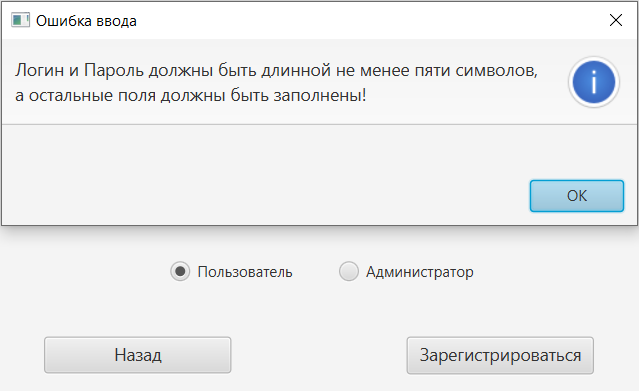 Ошибка ввода
Логин и Пароль должны быть длинной не менее пяти символов,
а остальные поля должны быть заполнены!
i
OK
Пользователь Администратор
Назад Зарегистрироваться